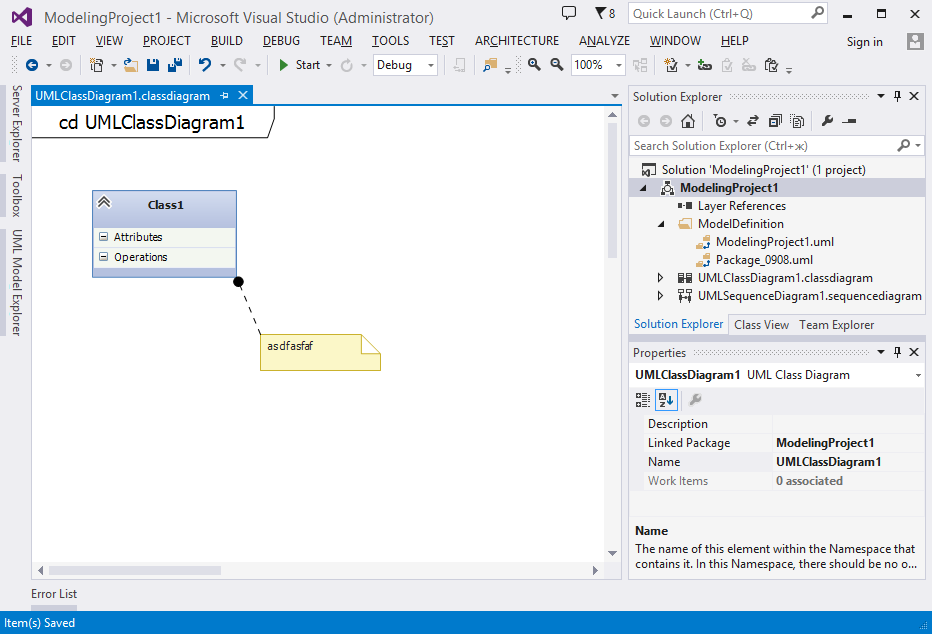 ModelingProject1 - Microsoft Visual Studio (Administrator)
8
Quick Launch (Ctrl+Q)
FILE EDIT VIEW PROJECT BUILD DEBUG TEAM TOOLS TEST ARCHITECTURE ANALYZE WINDOW HELP Sign in
Start Debug 100%
Server Explorer
Toolbox
UML Model Explorer
UMLClassDiagram1.classdiagram
cd UMLClassDiagram1
Class1
Attributes
Operations
asdfasfaf
Solution Explorer
Search Solution Explorer (Ctrl+ж)
Solution 'ModelingProject1' (1 project)
ModelingProject1
Layer References
ModelDefinition
ModelingProject1.uml
Package_0908.uml
UMLClassDiagram1.classdiagram
UMLSequenceDiagram1.sequencediagram
Solution Explorer Class View Team Explorer
Properties
UMLClassDiagram1 UML Class Diagram
Description
Linked Package ModelingProject1
Name UMLClassDiagram1
Work Items 0 associated
Name
The name of this element within the Namespace that
contains it. In this Namespace, there should be no o...
Error List
Item(s) Saved